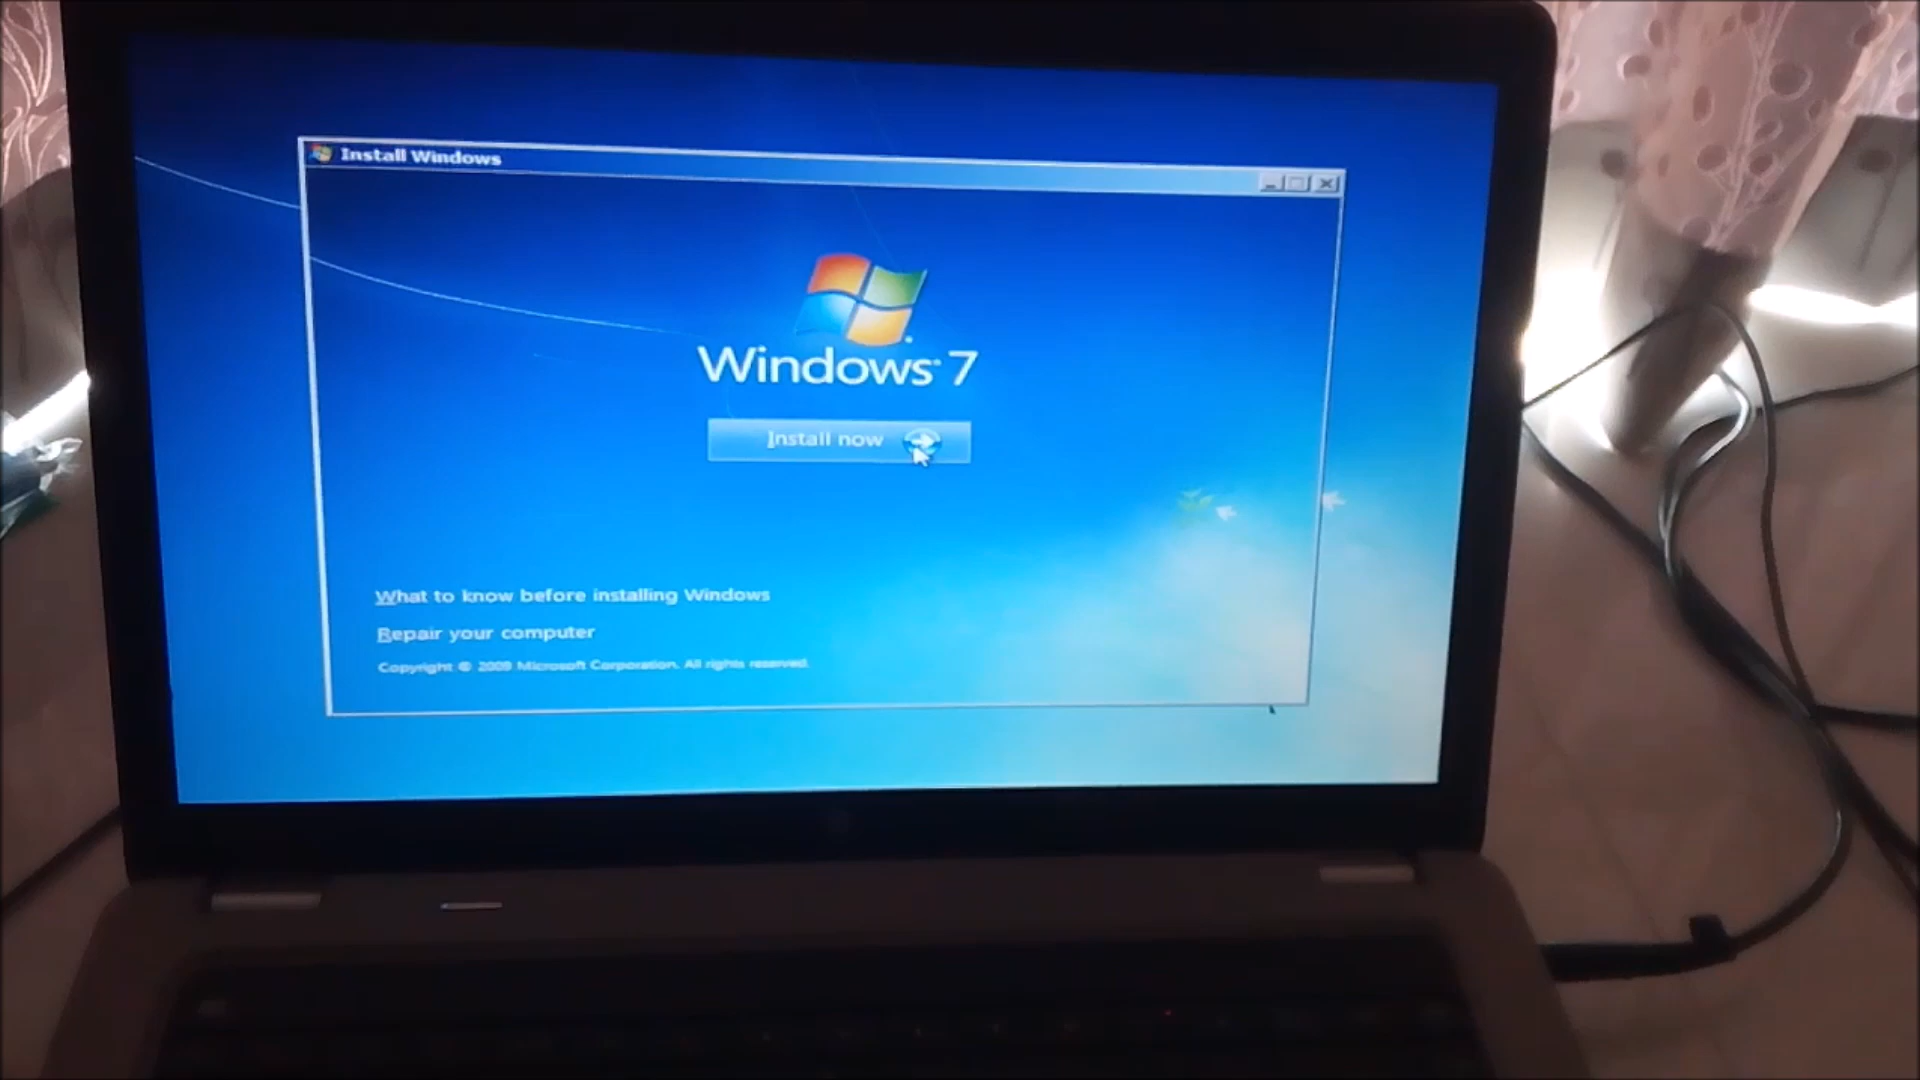 Install Windows
Windows 7
Install now
What to know before installing Windows
Repair your computer
Copyright © 2009 Microsoft Corporation. All rights reserved.